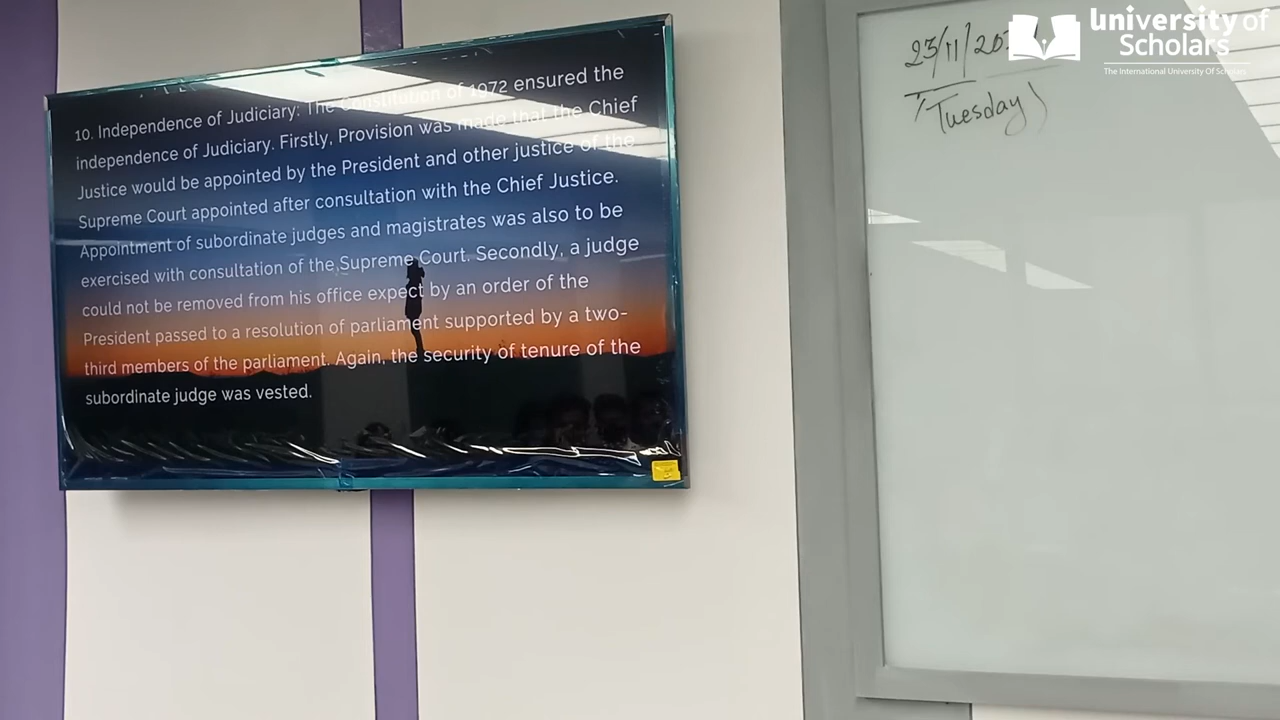 10. Independence of Judiciary: The Constitution of 1972 ensured the
independence of Judiciary. Firstly, Provision was made that the Chief
Justice would be appointed by the President and other justice of the
Supreme Court appointed after consultation with the Chief Justice.
Appointment of subordinate judges and magistrates was also to be
exercised with consultation of the Supreme Court. Secondly, a judge
could not be removed from his office expect by an order of the
President passed to a resolution of parliament supported by a two-
third members of the parliament. Again, the security of tenure of the
subordinate judge was vested.
(Tuesday)
University of
Scholars
The International University Of Scholars